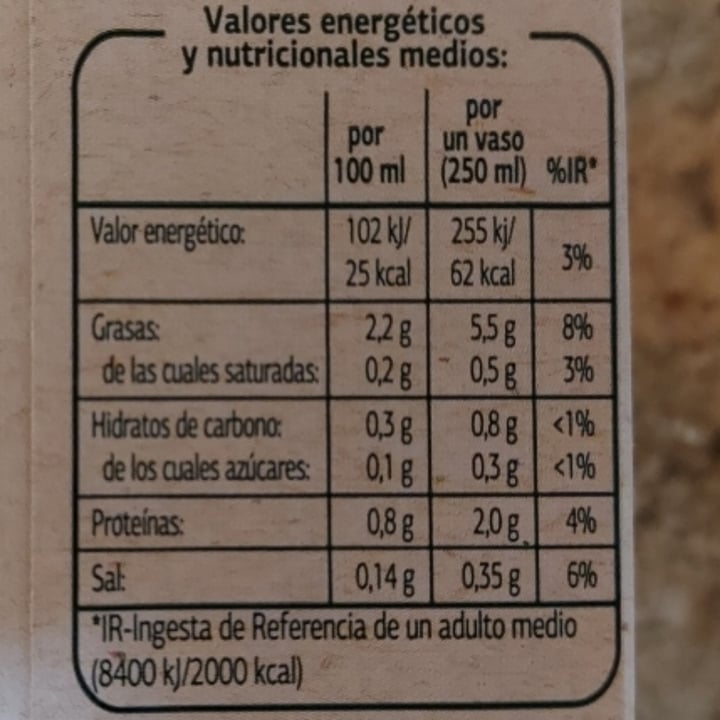 Valores energéticos
y nutricionales medios:
por 100 ml por un vaso (250 ml) %IR*
Valor energético: 102 kJ/ 25 kcal 255 kj/ 62 kcal 3%
Grasas: 2,2 g 5,5 g 8%
de las cuales saturadas: 0,2 g 0,5 g 3%
Hidratos de carbono: 0,3 g 0,8 g <1%
de los cuales azúcares: 0,1 g 0,3 g <1%
Proteínas: 0,8 g 2,0 g 4%
Sal: 0,14 g 0,35 g 6%
*IR-Ingesta de Referencia de un adulto medio
(8400 kJ/2000 kcal)